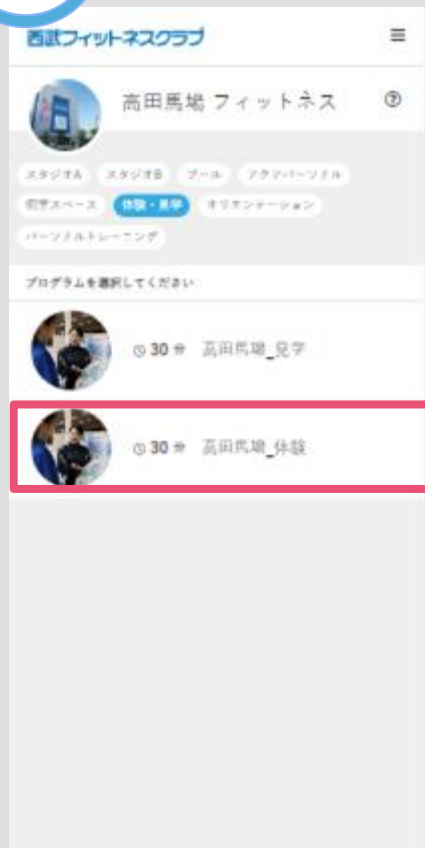 西武フィットネスクラブ
高田馬場 フィットネス
スタジオA スタジオB プール アクアパーソナル
個室スペース 体験・見学 オリエンテーション
パーソナルトレーニング
プログラムを選択してください
30 分 高田馬場_見学
30 分 高田馬場_体験